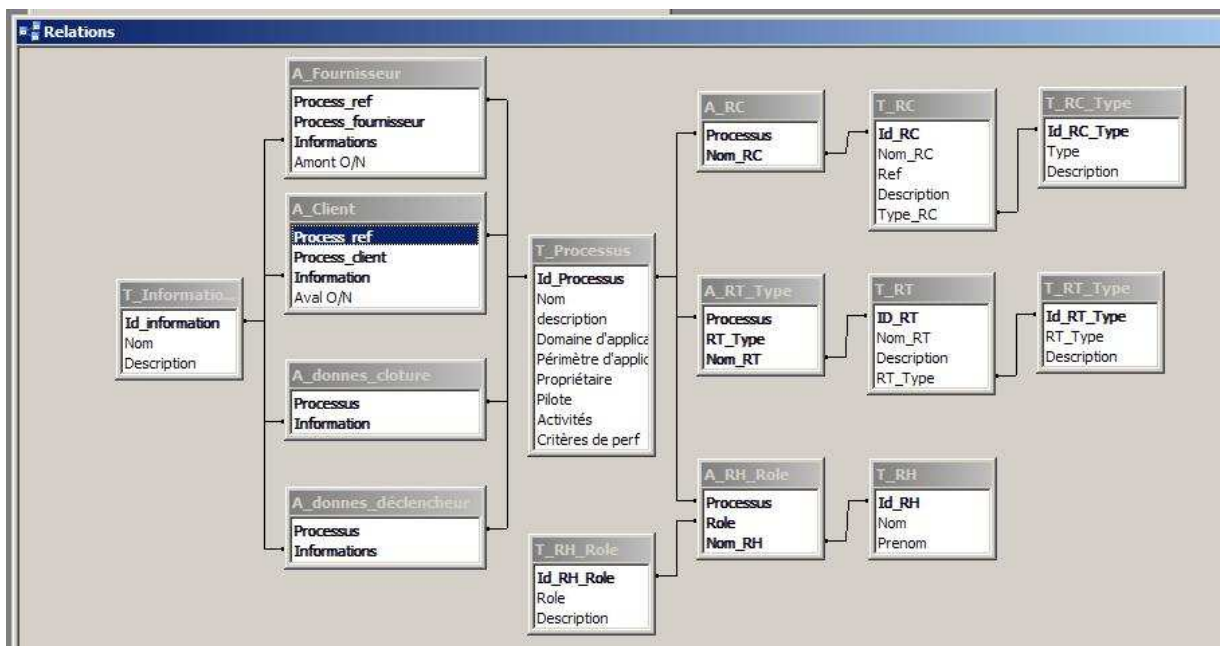 Relations
A_Fournisseur
Process_ref
Process_fournisseur
Informations
Amont O/N
A_Client
Process_ref
Process_client
Information
Aval O/N
T_Informatio...
Id_information
Nom
Description
A_donnes_cloture
Processus
Information
A_donnes_déclencheur
Processus
Informations
T_Processus
Id_Processus
Nom
description
Domaine d'applica
Périmètre d'applic
Propriétaire
Pilote
Activités
Critères de perf
T_RH_Role
Id_RH_Role
Role
Description
A_RC
Processus
Nom_RC
T_RC
Id_RC
Nom_RC
Ref
Description
Type_RC
T_RC_Type
Id_RC_Type
Type
Description
A_RT_Type
Processus
RT_Type
Nom_RT
T_RT
ID_RT
Nom_RT
Description
RT_Type
T_RT_Type
Id_RT_Type
RT_Type
Description
A_RH_Role
Processus
Role
Nom_RH
T_RH
Id_RH
Nom
Prenom